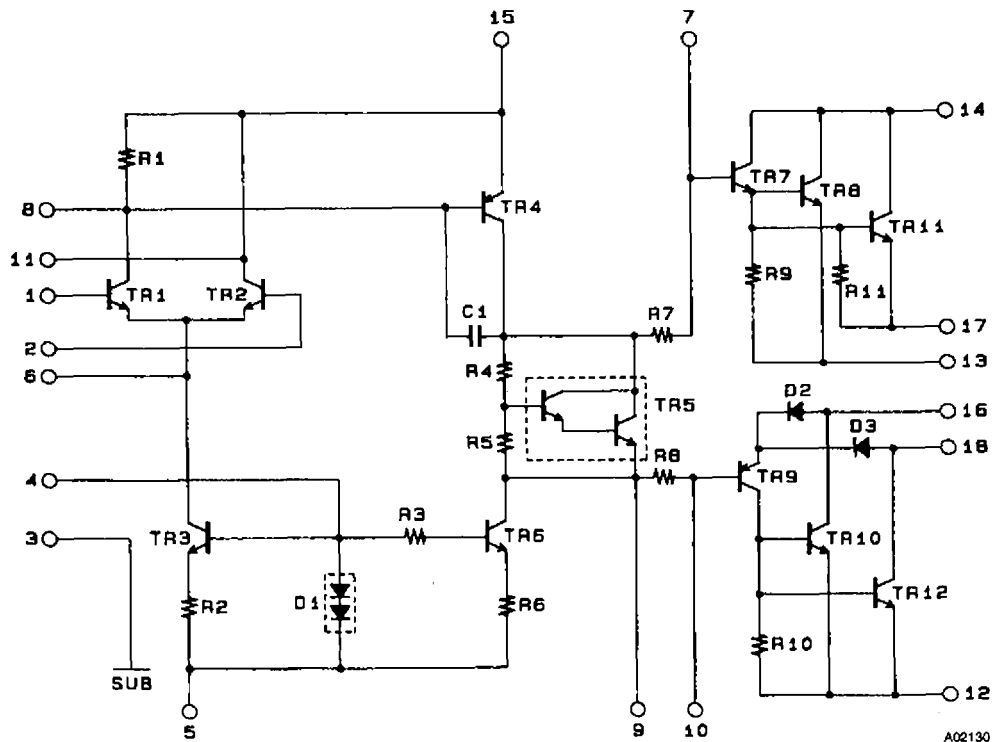 15 7
14
R1
TR7 TR8
8 TR4
TR11
11
R9 R11
1 TR1 TR2
C1 R7
17
2
13
6
R4
D2
TR5
16
D3
R5
18
4
R8
TR9
R3
3 TR3 TR6 TR10
D1
R2 R6 TR12
R10
SUB
12
5 9 10
A02130